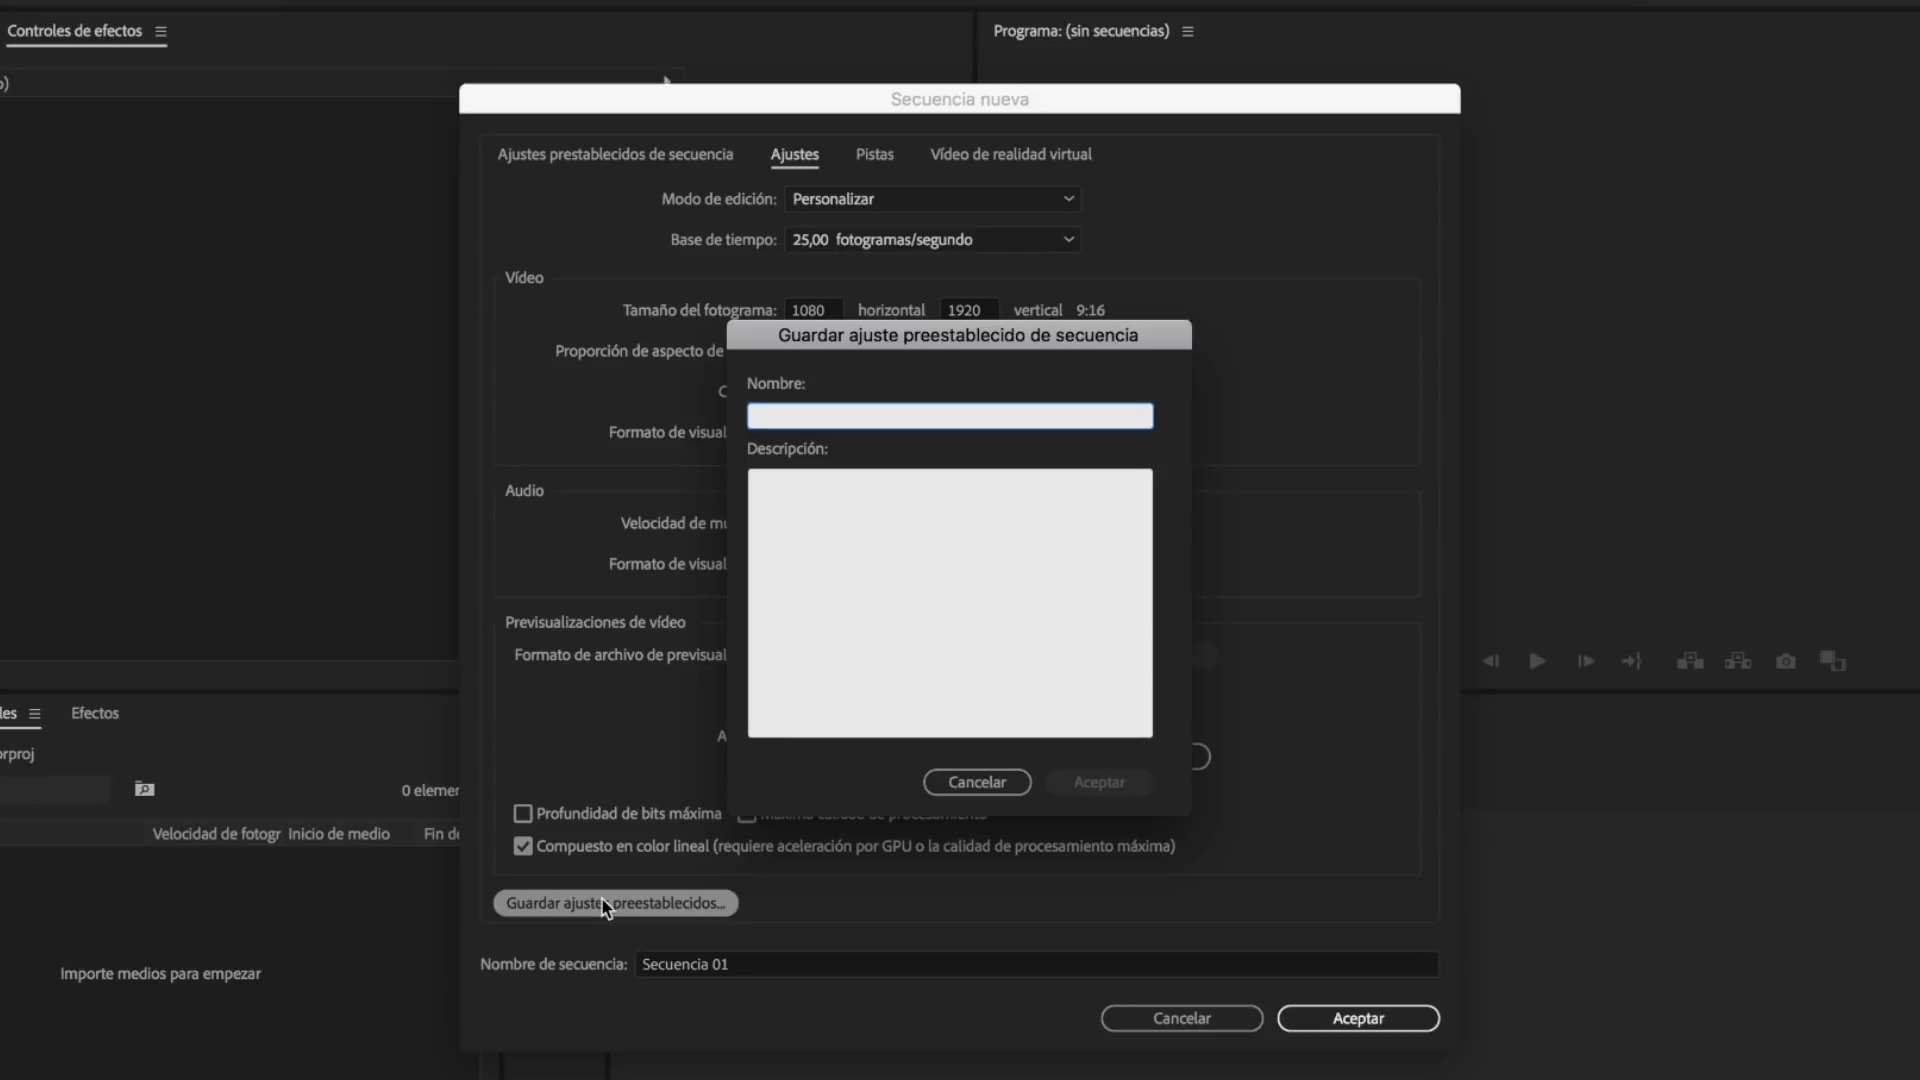 Controles de efectos
Programa: (sin secuencias)
Secuencia nueva
Ajustes prestablecidos de secuencia
Ajustes
Pistas
Vídeo de realidad virtual
Modo de edición: Personalizar
Base de tiempo: 25,00 fotogramas/segundo
Vídeo
Tamaño del fotograma: 1080 horizontal 1920 vertical 9:16
Guardar ajuste preestablecido de secuencia
Proporción de aspecto de
Nombre:
Formato de visual
Descripción:
Audio
Velocidad de mu
Formato de visual
Previsualizaciones de vídeo
Formato de archivo de previsual
Efectos
Cancelar
Aceptar
0 elemen
Profundidad de bits máxima
Velocidad de fotogr
Inicio de medio
Fin de
Compuesto en color lineal (requiere aceleración por GPU o la calidad de procesamiento máxima)
Guardar ajustes preestablecidos...
Nombre de secuencia: Secuencia 01
Importe medios para empezar
Cancelar
Aceptar